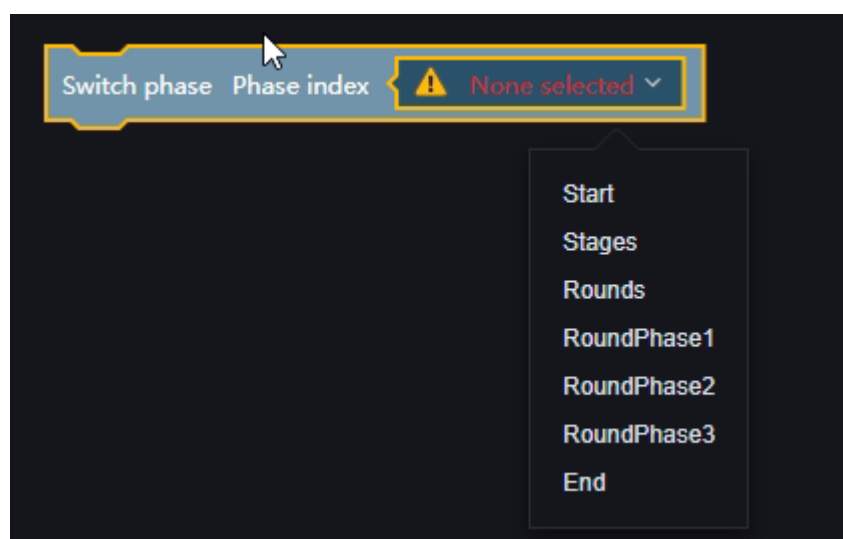 Switch phase Phase index None selected
Start
Stages
Rounds
RoundPhase1
RoundPhase2
RoundPhase3
End